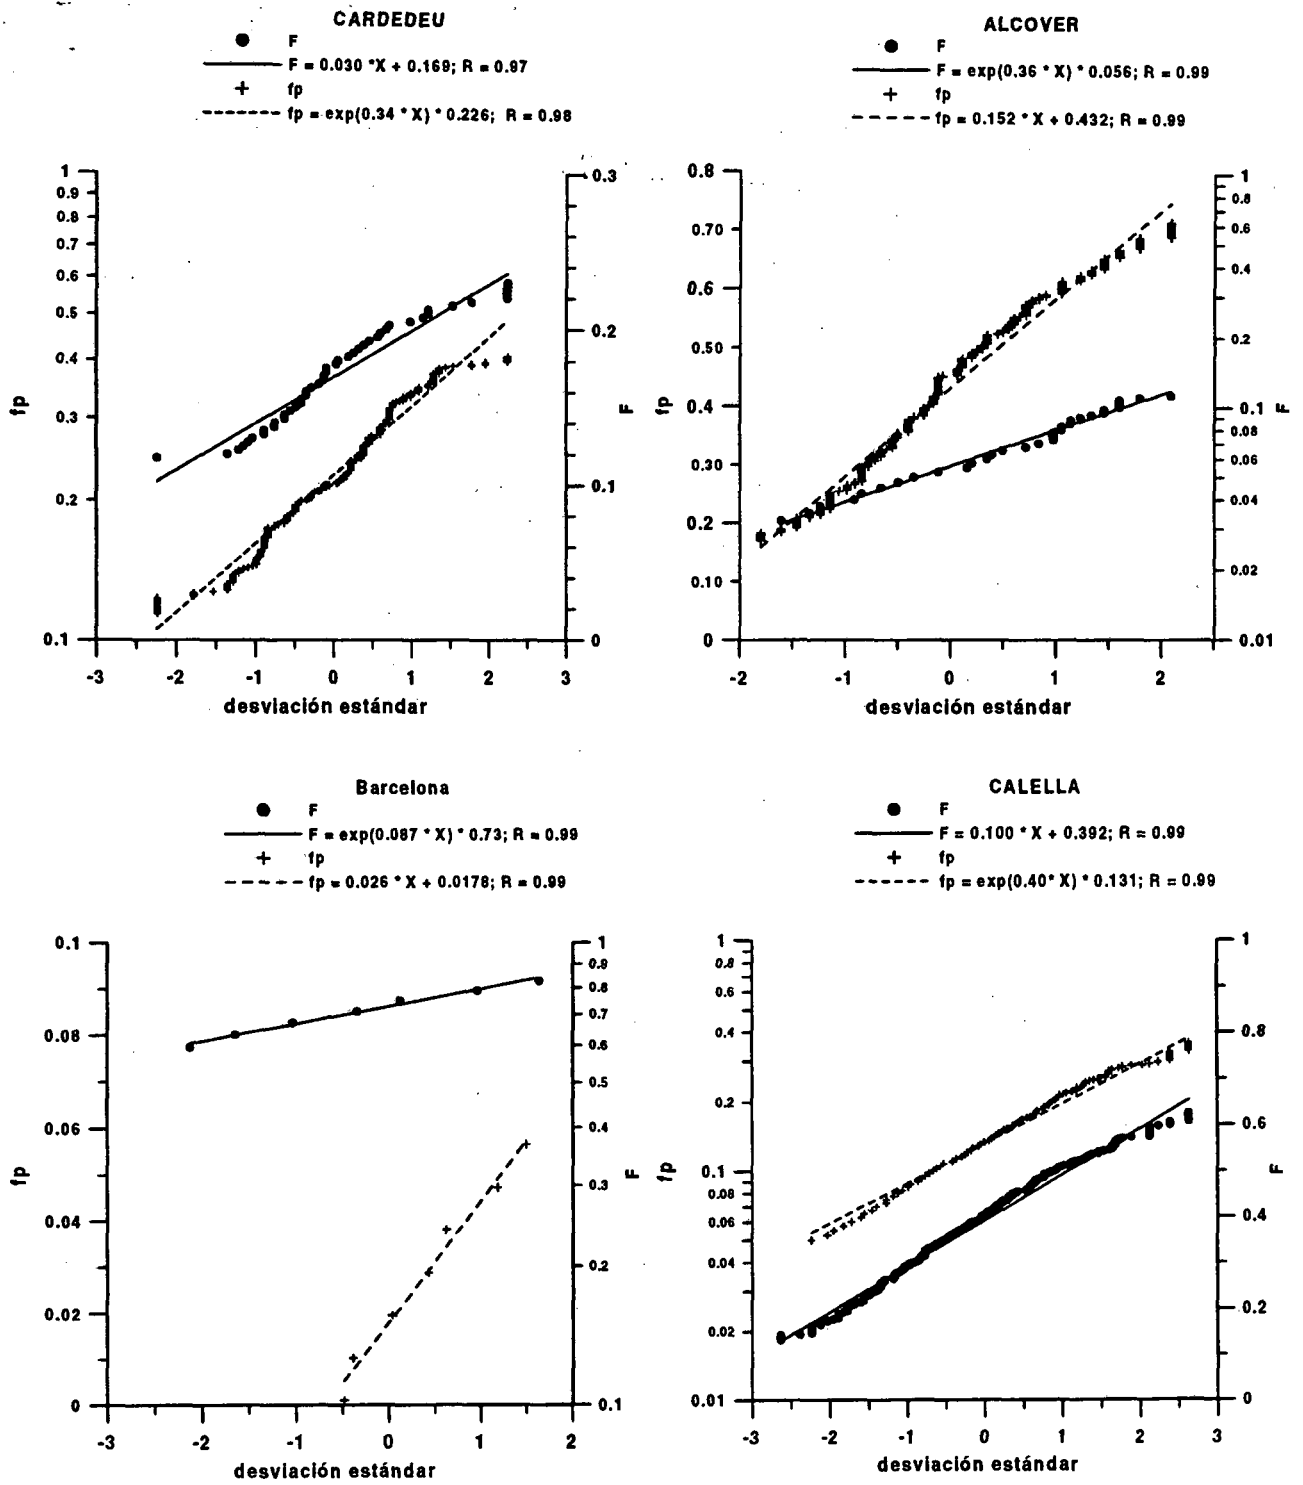 CARDEDEU
F
F = 0.030 *X + 0.169; R = 0.97
fp
fp = exp(0.34 * X) * 0.226; R = 0.98
1
0.9
0.8
0.7
0.6
0.5
0.4
0.3
0.2
0.1
fp
0.3
0.2
0.1
0
F
-3 -2 -1 0 1 2 3
desviación estándar
ALCOVER
F
F = exp(0.36 * X) * 0.056; R = 0.99
fp
fp = 0.152 * X + 0.432; R = 0.99
0.8
0.70
0.6
0.50
0.4
0.30
0.2
0.10
0
fp
1
0.8
0.6
0.4
0.2
0.1
0.08
0.06
0.04
0.02
0.01
F
-2 -1 0 1 2
desviación estándar
Barcelona
F
F = exp(0.087 * X) * 0.73; R = 0.99
fp
fp = 0.026 * X + 0.0178; R = 0.99
0.1
0.08
0.06
0.04
0.02
0
fp
1
0.9
0.8
0.7
0.6
0.5
0.4
0.3
0.2
0.1
F
-3 -2 -1 0 1 2
desviación estándar
CALELLA
F
F = 0.100 * X + 0.392; R = 0.99
fp
fp = exp(0.40* X) * 0.131; R = 0.99
1
0.8
0.6
0.4
0.2
0.1
0.08
0.06
0.04
0.02
0.01
fp
1
0.8
0.6
0.4
0.2
0
F
-3 -2 -1 0 1 2 3
desviación estándar